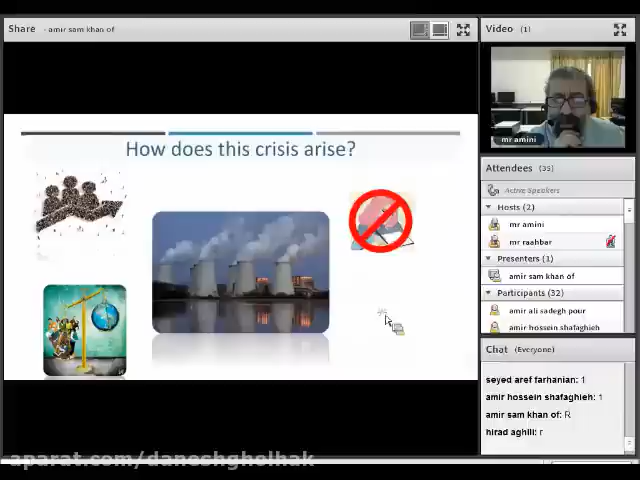 Share - amir sam khan of
Video (1)
How does this crisis arise?
mr amini
Attendees (35)
Active Speakers
Hosts (2)
mr amini
mr raahbar
Presenters (1)
amir sam khan of
Participants (32)
amir ali sadegh pour
amir hossein shafaghieh
Chat (Everyone)
seyed aref farhanian: 1
amir hossein shafaghieh: 1
amir sam khan of: R
hirad aghili: r
aparat.com/daneshgholhak